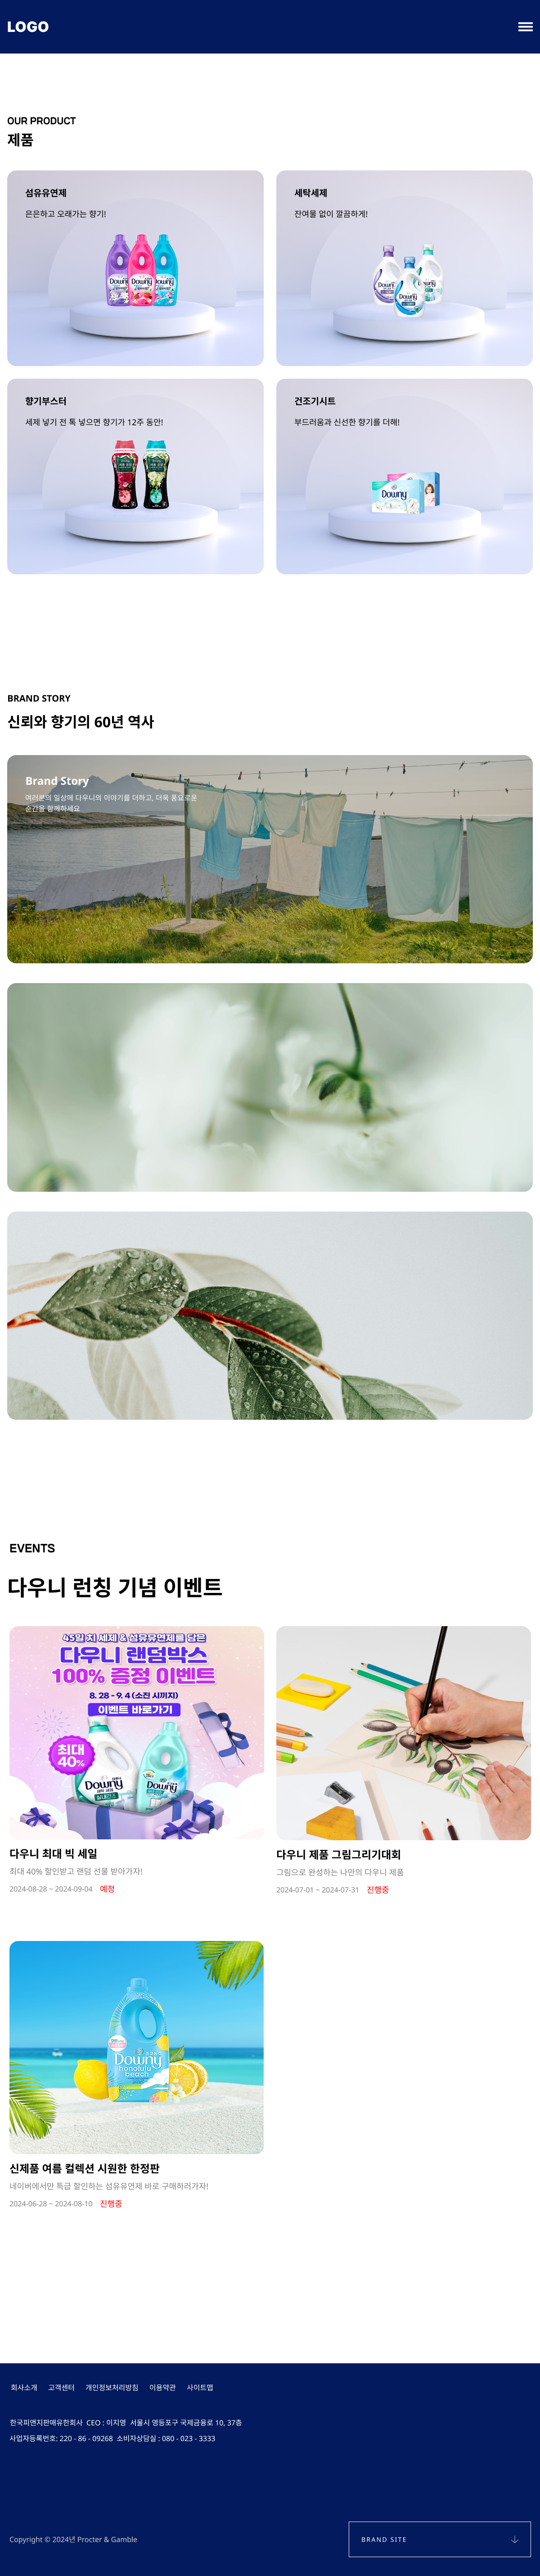 LOGO
OUR PRODUCT
제품
섬유유연제
은은하고 오래가는 향기!
세탁세제
잔여물 없이 깔끔하게!
Downy
Downy
Downy
Downy
향기부스터
세제 넣기 전 톡 넣으면 향기가 12주 동안!
건조기시트
부드러움과 신선한 향기를 더해!
Downy
BRAND STORY
신뢰와 향기의 60년 역사
Brand Story
여러분의 일상에 다우니의 이야기를 더하고, 더욱 풍요로운
순간을 함께하세요
EVENTS
다우니 런칭 기념 이벤트
45일 치 세제 & 섬유유연제를 담은
다우니 랜덤박스
100% 증정 이벤트
8. 28 - 9. 4 (소진 시까지)
이벤트 바로가기
최대
40%
Downy
Downy
실내건조
다우니 최대 빅 세일
최대 40% 할인받고 랜덤 선물 받아가자!
2024-08-28 ~ 2024-09-04 예정
다우니 제품 그림그리기대회
그림으로 완성하는 나만의 다우니 제품
2024-07-01 ~ 2024-07-31 진행중
Downy
honolulu
beach
신제품 여름 컬렉션 시원한 한정판
네이버에서만 특급 할인하는 섬유유연제 바로 구매하러가자!
2024-06-28 ~ 2024-08-10 진행중
회사소개 고객센터 개인정보처리방침 이용약관 사이트맵
한국피앤지판매유한회사 CEO : 이지영 서울시 영등포구 국제금융로 10, 37층
사업자등록번호: 220 - 86 - 09268 소비자상담실 : 080 - 023 - 3333
Copyright © 2024년 Procter & Gamble
BRAND SITE